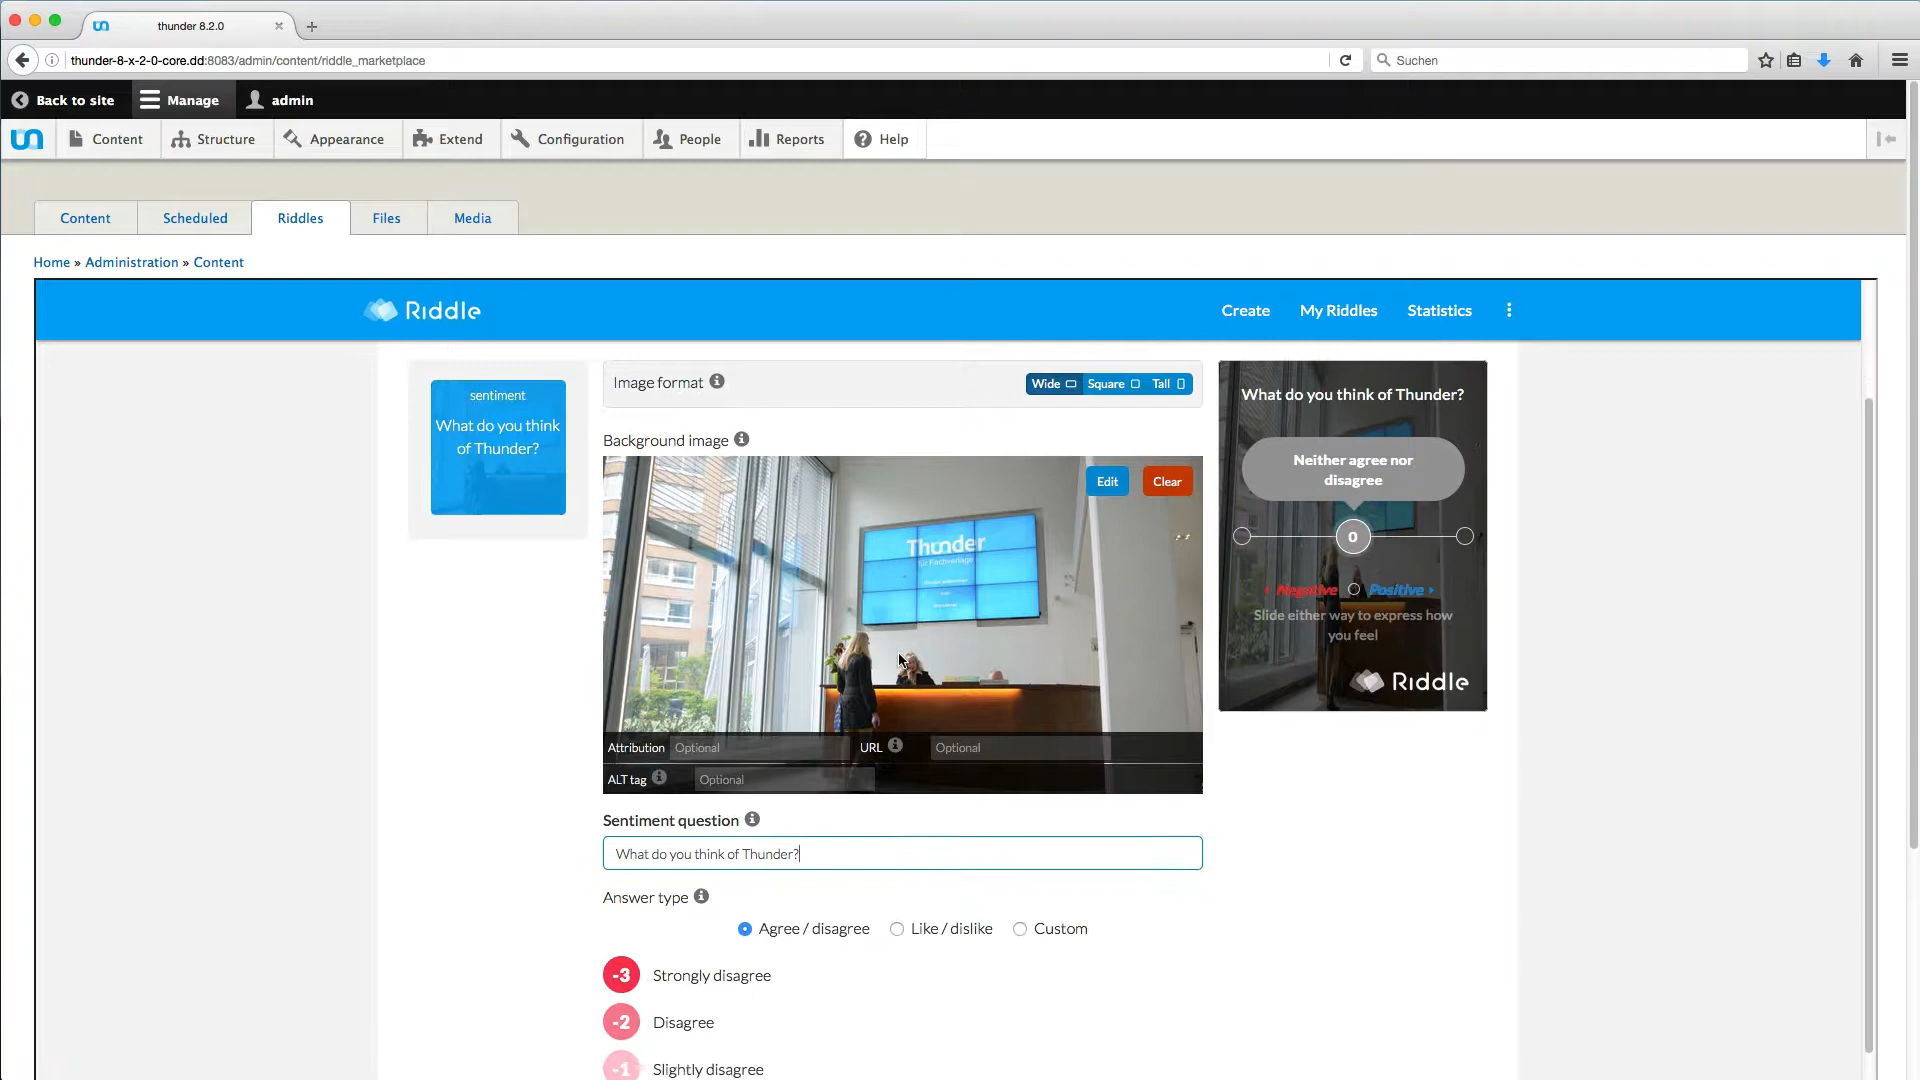 thunder 8.2.0
thunder-8-x-2-0-core.dd:8083/admin/content/riddle_marketplace
Suchen
Back to site
Manage
admin
Content
Structure
Appearance
Extend
Configuration
People
Reports
Help
Content
Scheduled
Riddles
Files
Media
Home » Administration » Content
Riddle
Create
My Riddles
Statistics
sentiment
What do you think
of Thunder?
Image format
Wide
Square
Tall
Background image
Edit
Clear
Thunder
für Fachverlage
Attribution
Optional
URL
Optional
ALT tag
Optional
Sentiment question
What do you think of Thunder?
Answer type
Agree / disagree
Like / dislike
Custom
-3 Strongly disagree
-2 Disagree
-1 Slightly disagree
What do you think of Thunder?
Neither agree nor
disagree
0
Negative
Positive
Slide either way to express how
you feel
Riddle